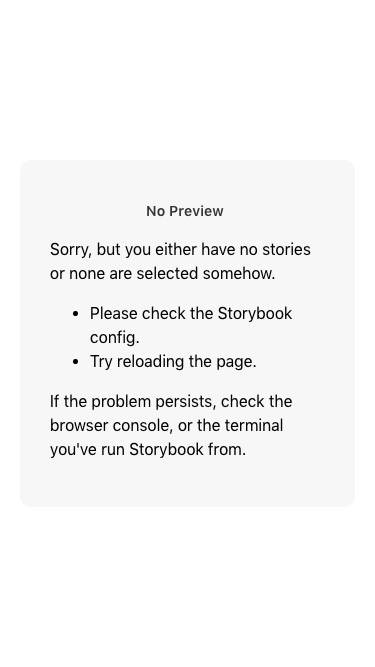 No Preview
Sorry, but you either have no stories
or none are selected somehow.
• Please check the Storybook
config.
• Try reloading the page.
If the problem persists, check the
browser console, or the terminal
you've run Storybook from.